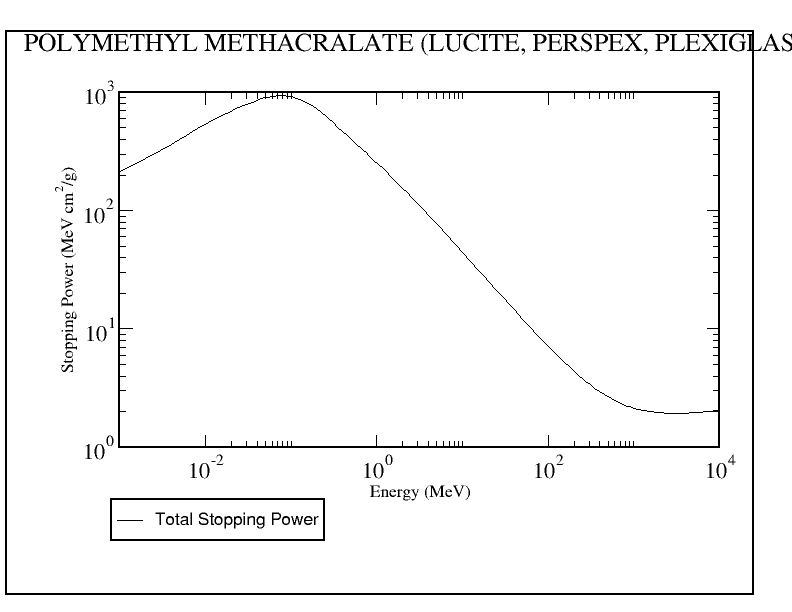 POLYMETHYL METHACRALATE (LUCITE, PERSPEX, PLEXIGLAS
10^3
10^2
10^1
10^0
Stopping Power (MeV cm^2/g)
10^-2 10^0 10^2 10^4
Energy (MeV)
Total Stopping Power